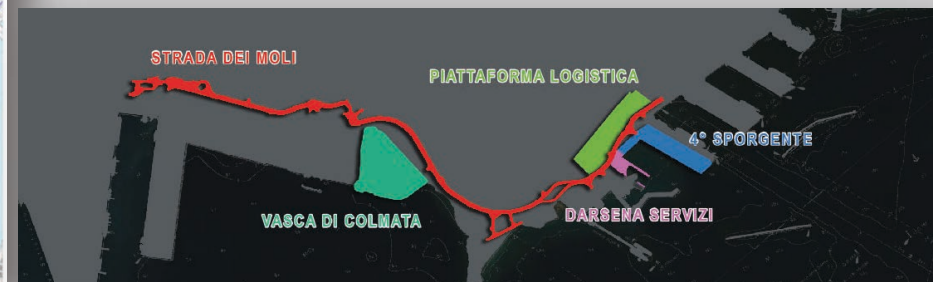 STRADA DEI MOLI
PIATTAFORMA LOGISTICA
4° SPORGENTE
VASCA DI COLMATA
DARSENA SERVIZI